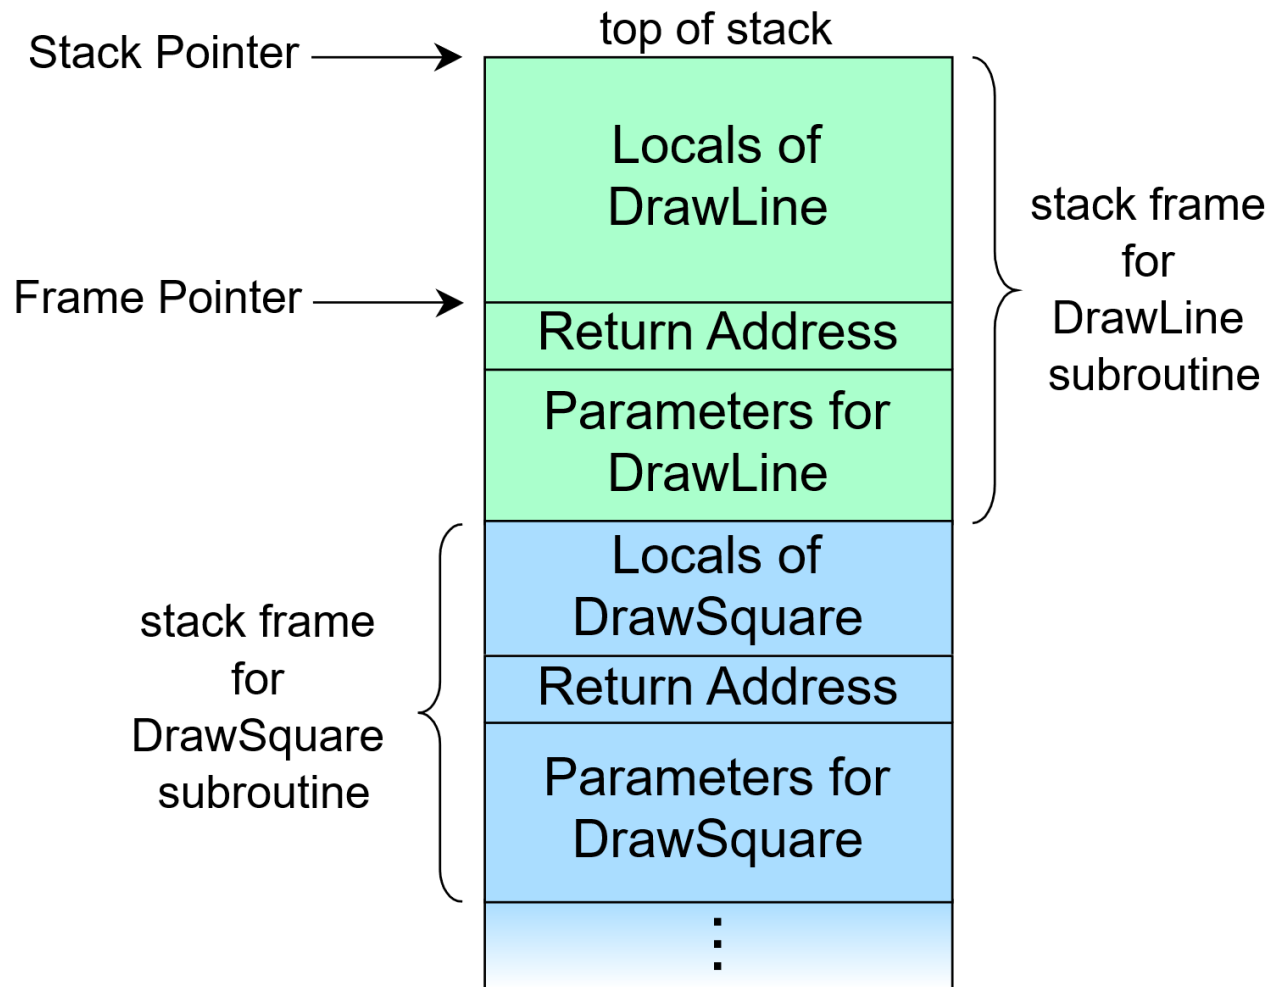 top of stack
Stack Pointer
Locals of
DrawLine
stack frame
for
DrawLine
subroutine
Frame Pointer
Return Address
Parameters for
DrawLine
Locals of
DrawSquare
stack frame
for
DrawSquare
subroutine
Return Address
Parameters for
DrawSquare
⋮